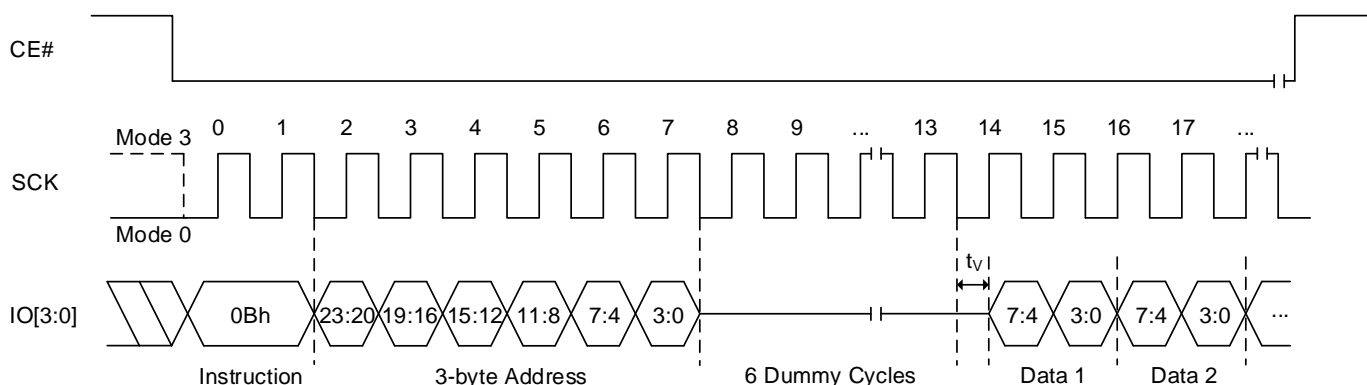 CE#
0 1 2 3 4 5 6 7 8 9 ... 13 14 15 16 17 ...
Mode 3
SCK
Mode 0
tV
IO[3:0] 0Bh 23:20 19:16 15:12 11:8 7:4 3:0 7:4 3:0 7:4 3:0 ...
Instruction 3-byte Address 6 Dummy Cycles Data 1 Data 2